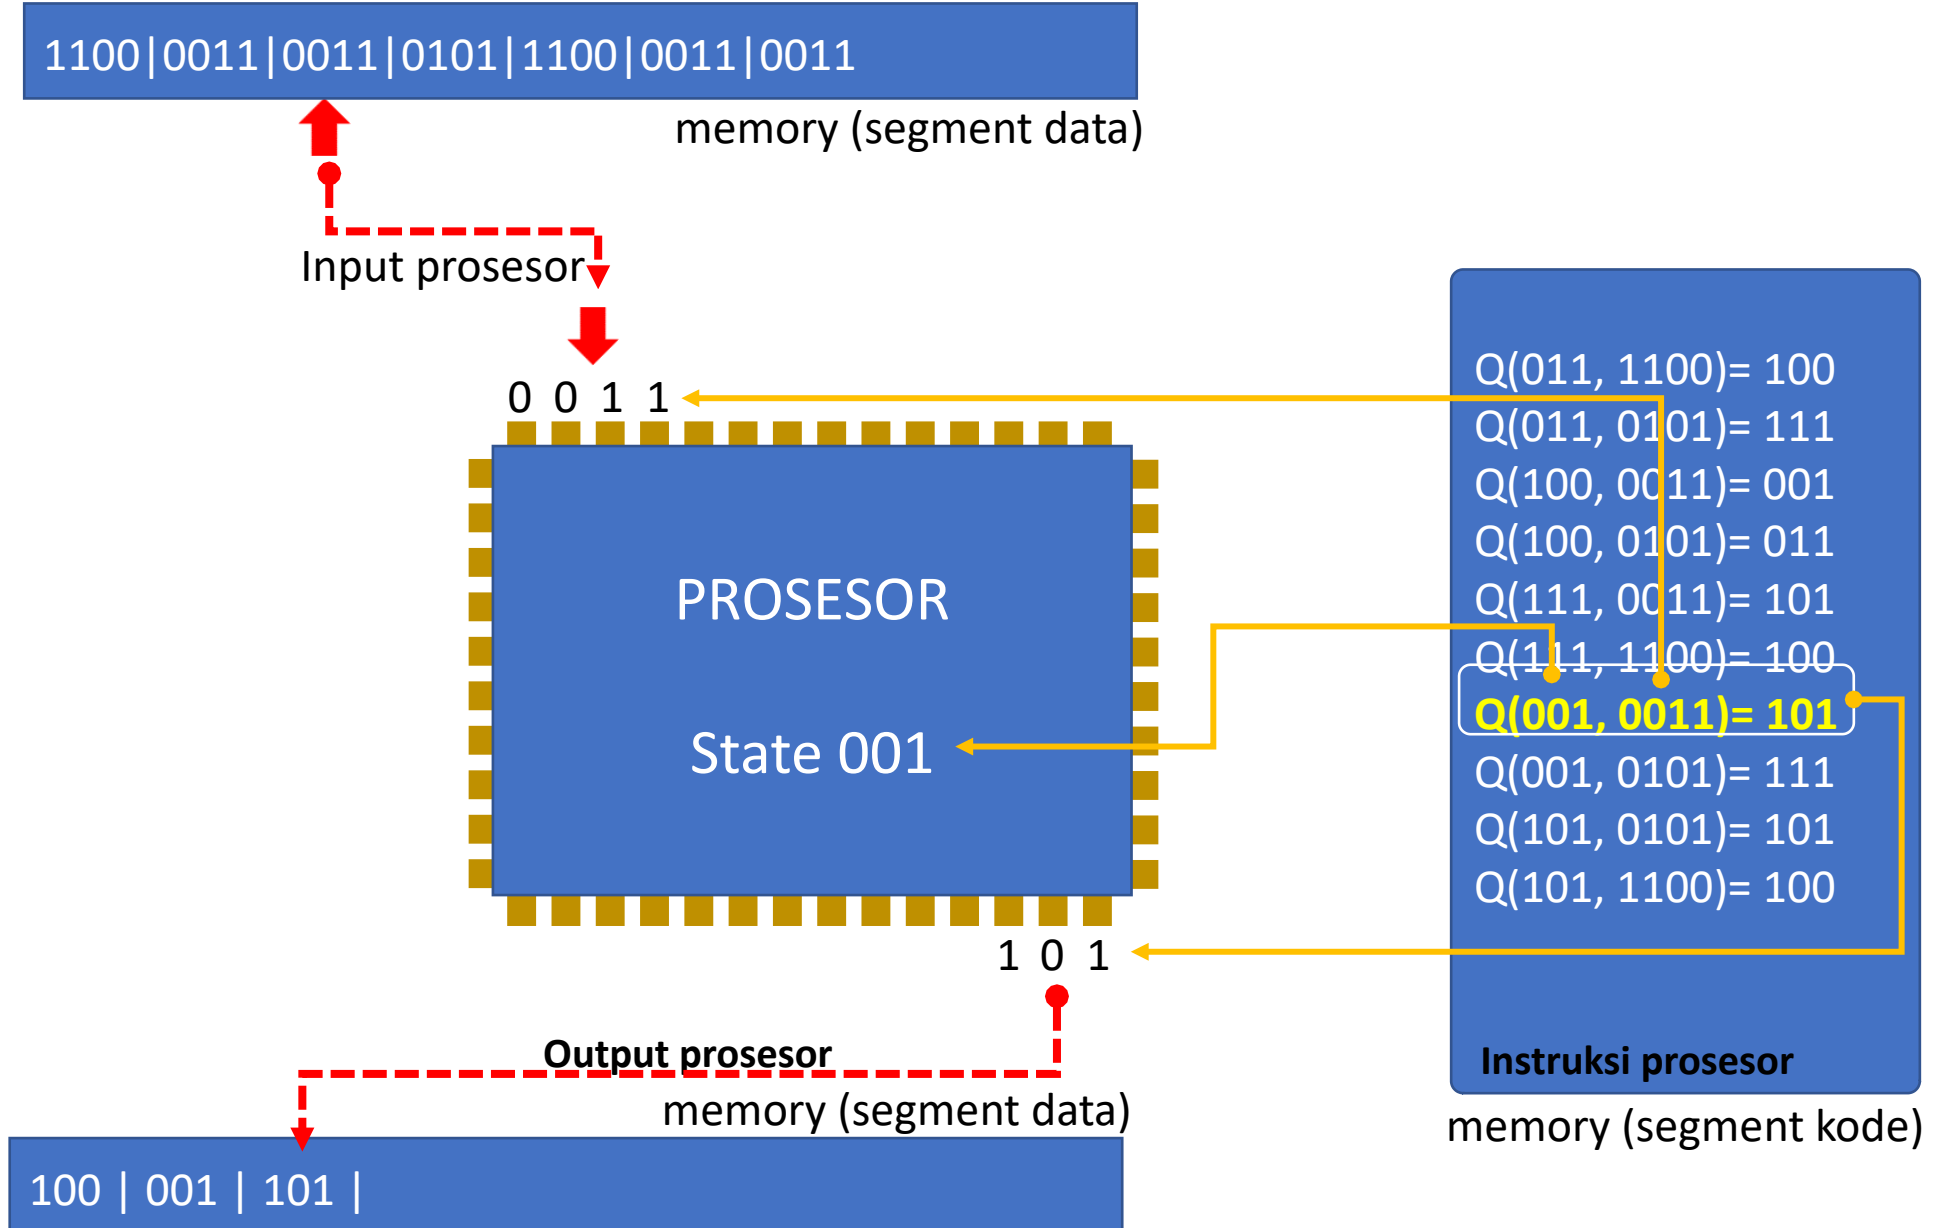 1100|0011|0011|0101|1100|0011|0011
memory (segment data)
Input prosesor
0 0 1 1
PROSESOR
State 001
1 0 1
Output prosesor
memory (segment data)
100 | 001 | 101 |
Q(011, 1100)= 100
Q(011, 0101)= 111
Q(100, 0011)= 001
Q(100, 0101)= 011
Q(111, 0011)= 101
Q(111, 1100)= 100
Q(001, 0011)= 101
Q(001, 0101)= 111
Q(101, 0101)= 101
Q(101, 1100)= 100
Instruksi prosesor
memory (segment kode)